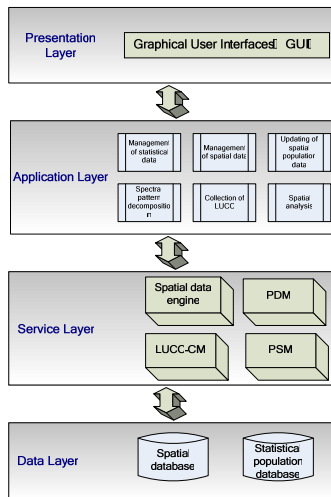 Presentation
Layer
Graphical User Interfaces GUI
Application Layer
Management
of statistical
data
Management
of spatial data
Updating of
spatial
population
data
Spectra
pattern
decompositio
n
Collection of
LUCC
Spatial
analysis
Service Layer
Spatial data
engine
PDM
LUCC-CM
PSM
Data Layer
Spatial
database
Statistical
population
database